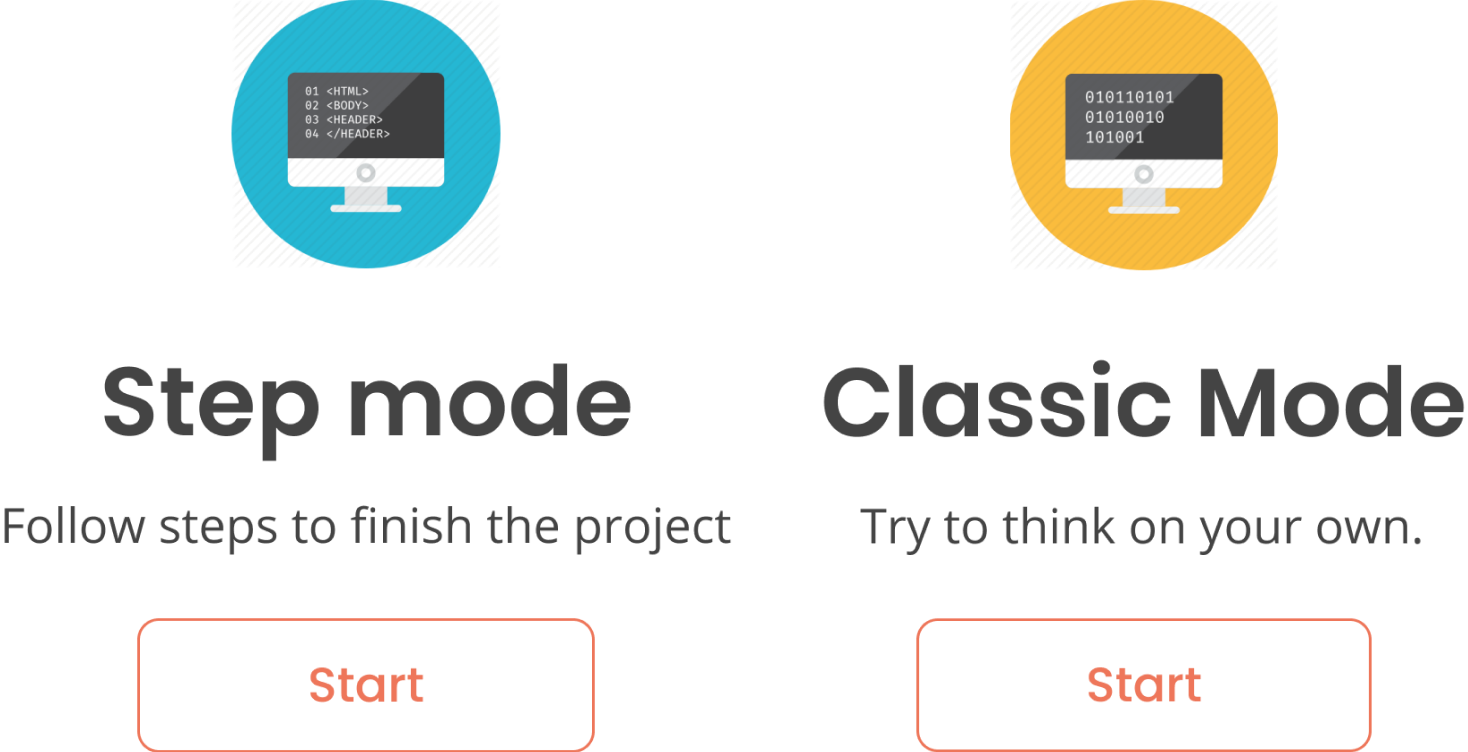 01 <HTML>
02 <BODY>
03 <HEADER>
04 </HEADER>
Step mode
Follow steps to finish the project
Start
010110101
01010010
101001
Classic Mode
Try to think on your own.
Start